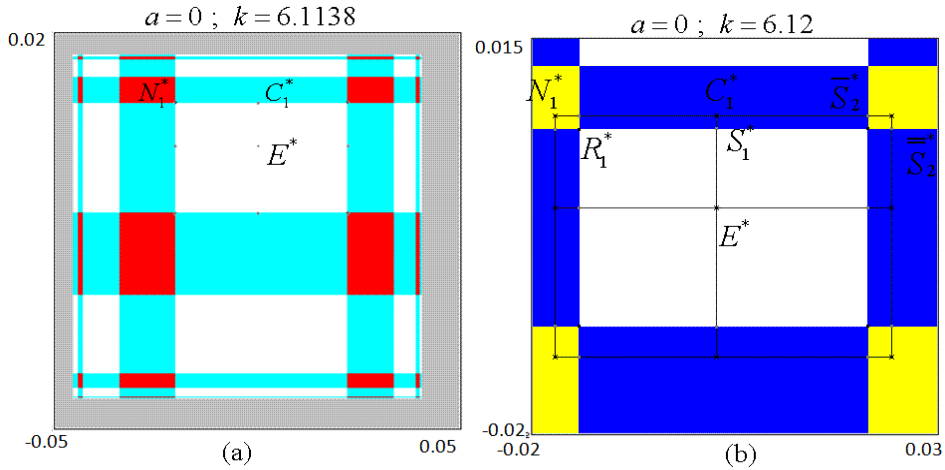 a = 0 ; k = 6.1138
0.02
N₁*
C₁*
E*
-0.05
0.05
(a)
a = 0 ; k = 6.12
0.015
N₁*
C₁*
S̅₂*
R₁*
S₁*
S̿₂*
E*
-0.02
-0.02
0.03
(b)